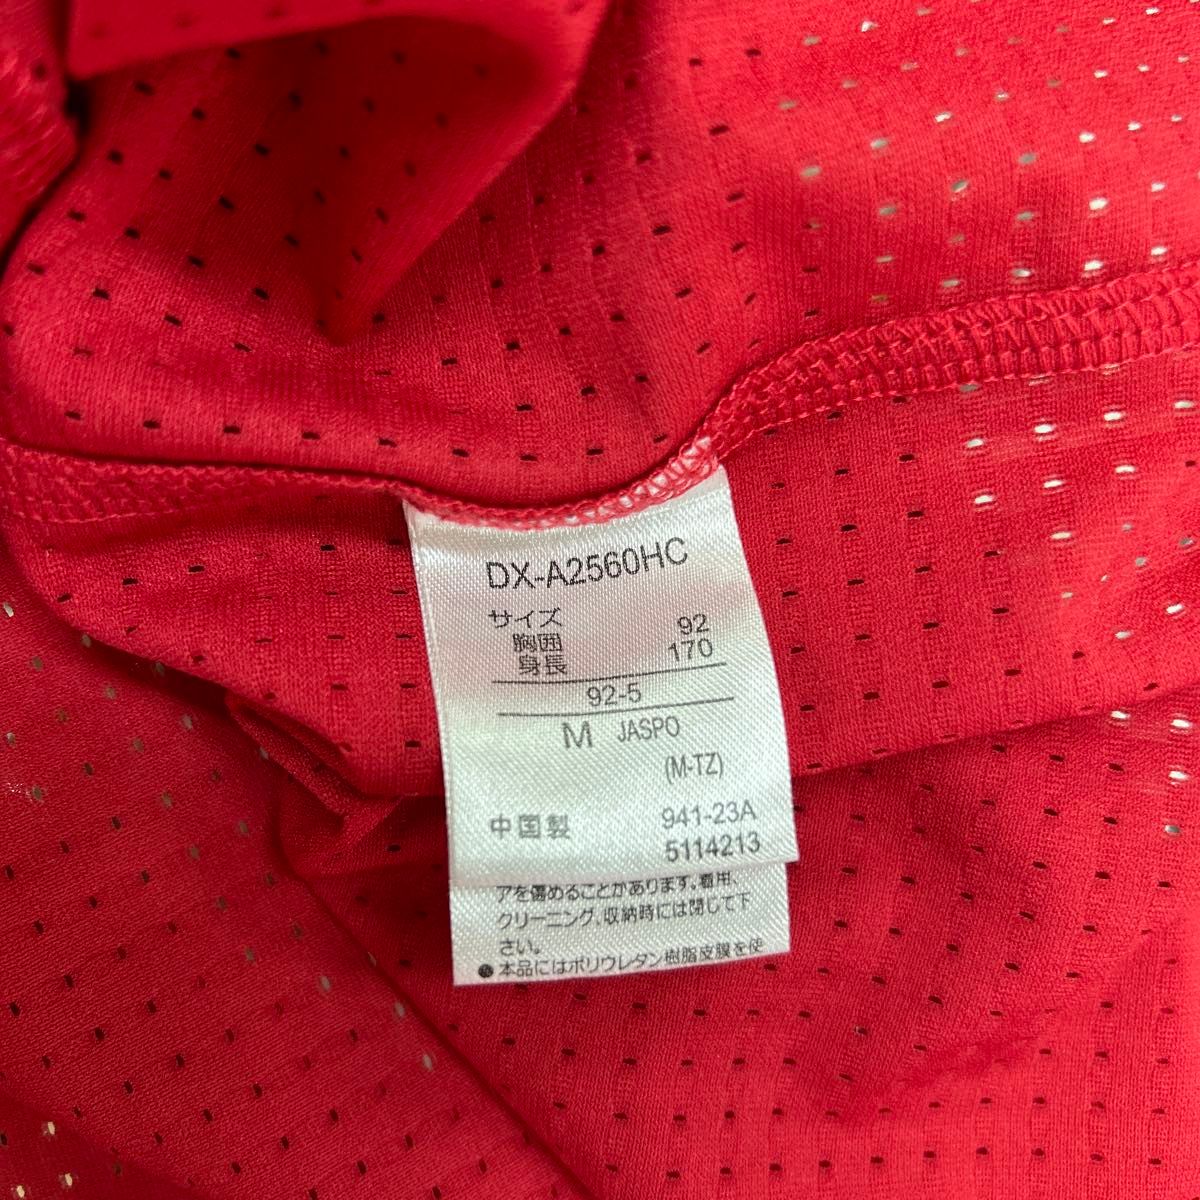 DX-A2560HC
サイズ
胸囲 92
身長 170
92-5
M JASPO
(M-TZ)
中国製 941-23A
5114213
アを傷めることがあります。着用、
クリーニング、収納時には閉じて下
さい。
● 本品にはポリウレタン樹脂皮膜を使